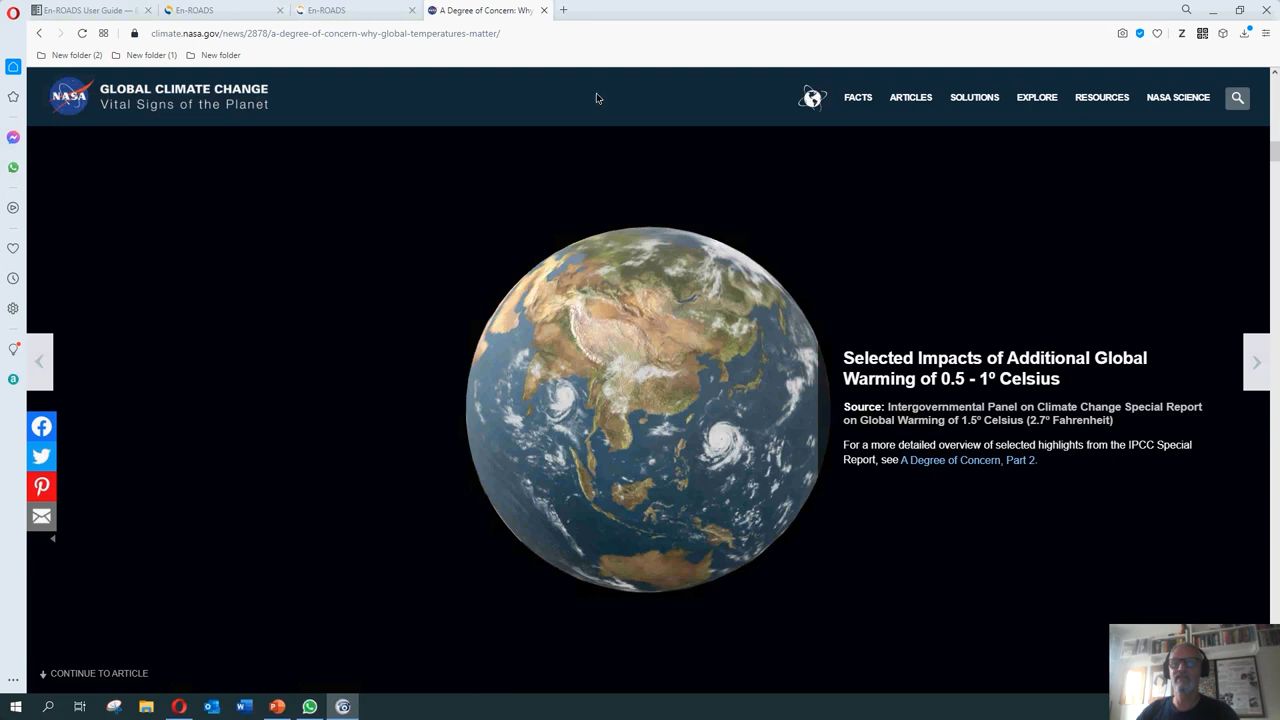 En-ROADS User Guide —
En-ROADS
En-ROADS
A Degree of Concern: Why
climate.nasa.gov/news/2878/a-degree-of-concern-why-global-temperatures-matter/
New folder (2)
New folder (1)
New folder
NASA
GLOBAL CLIMATE CHANGE
Vital Signs of the Planet
FACTS
ARTICLES
SOLUTIONS
EXPLORE
RESOURCES
NASA SCIENCE
Selected Impacts of Additional Global
Warming of 0.5 - 1º Celsius
Source: Intergovernmental Panel on Climate Change Special Report
on Global Warming of 1.5º Celsius (2.7º Fahrenheit)
For a more detailed overview of selected highlights from the IPCC Special
Report, see A Degree of Concern, Part 2.
CONTINUE TO ARTICLE